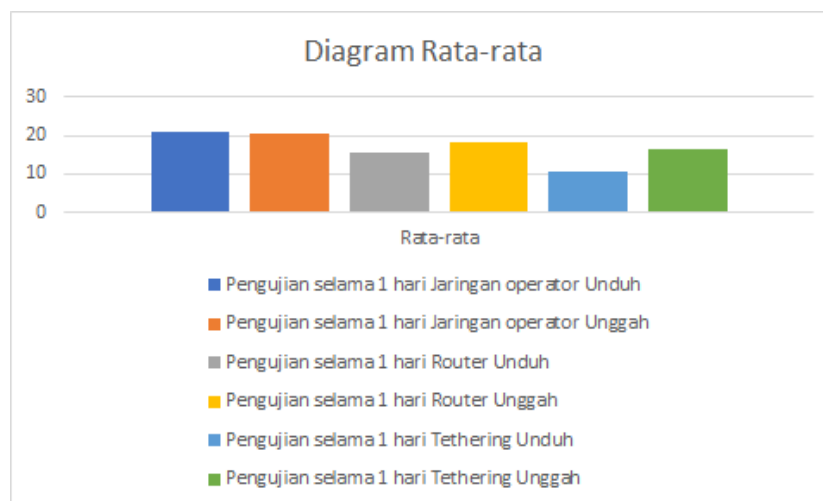 Diagram Rata-rata
30
20
10
0
Rata-rata
Pengujian selama 1 hari Jaringan operator Unduh
Pengujian selama 1 hari Jaringan operator Unggah
Pengujian selama 1 hari Router Unduh
Pengujian selama 1 hari Router Unggah
Pengujian selama 1 hari Tethering Unduh
Pengujian selama 1 hari Tethering Unggah